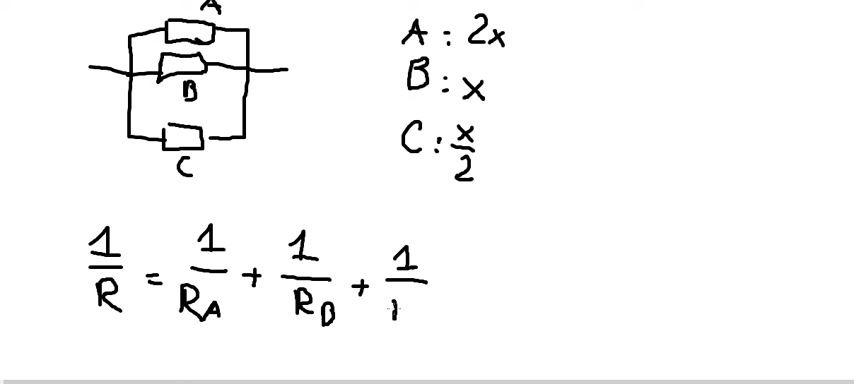 A
B
C
A : 2x
B : x
C : x/2
1/R = 1/R_A + 1/R_B + 1/